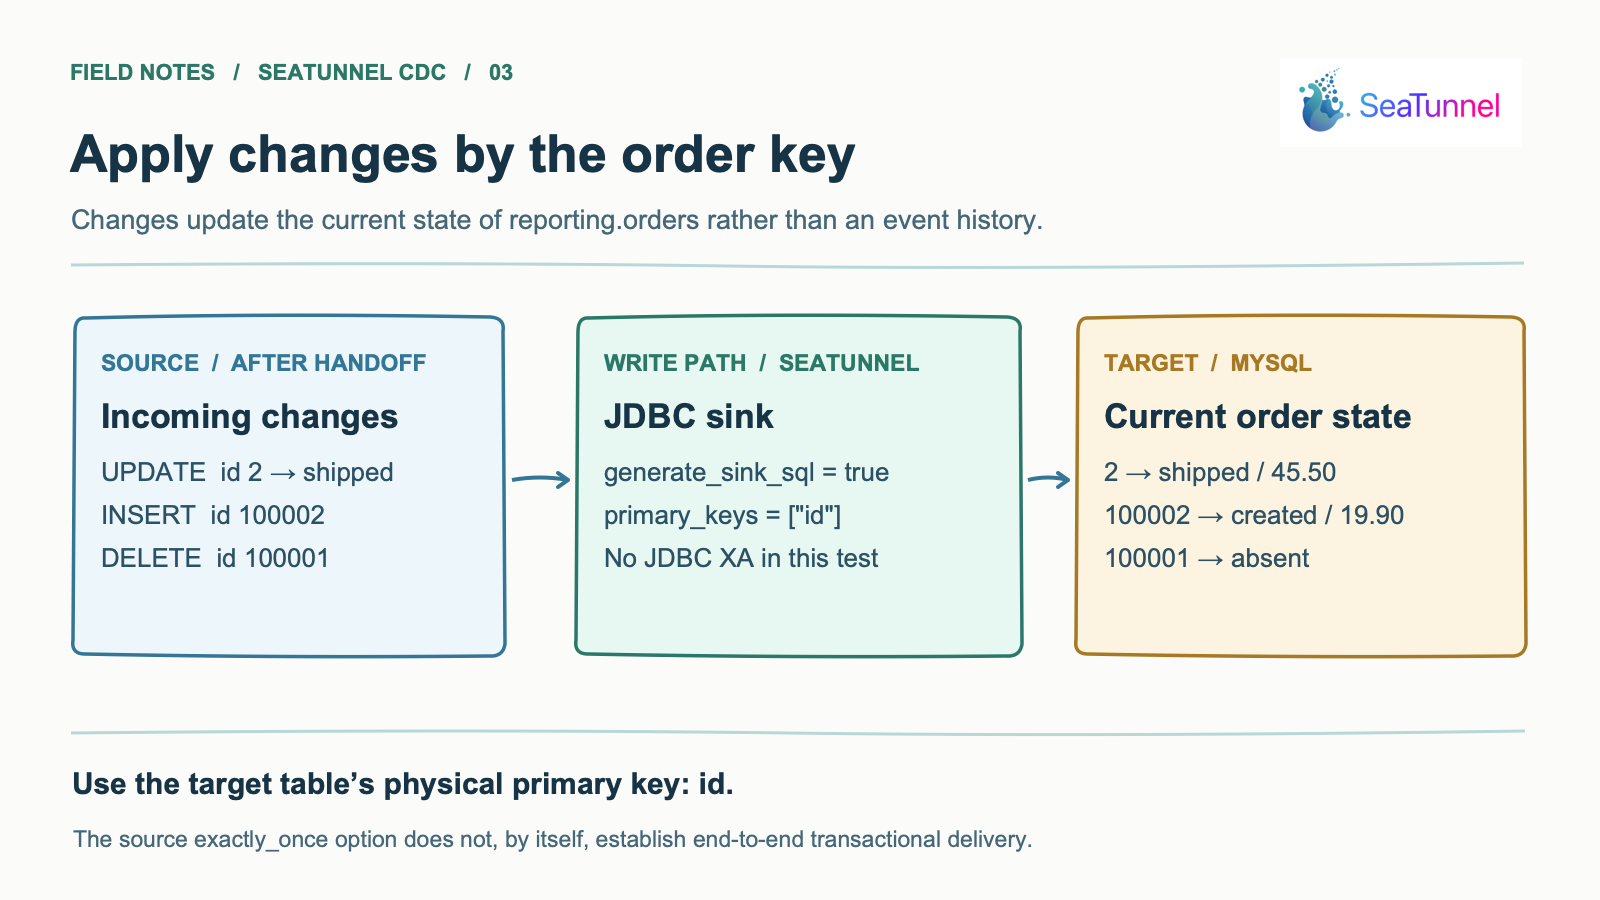 FIELD NOTES / SEATUNNEL CDC / 03
SeaTunnel
Apply changes by the order key
Changes update the current state of reporting.orders rather than an event history.
SOURCE / AFTER HANDOFF
Incoming changes
UPDATE id 2 → shipped
INSERT id 100002
DELETE id 100001
WRITE PATH / SEATUNNEL
JDBC sink
generate_sink_sql = true
primary_keys = ["id"]
No JDBC XA in this test
TARGET / MYSQL
Current order state
2 → shipped / 45.50
100002 → created / 19.90
100001 → absent
Use the target table’s physical primary key: id.
The source exactly_once option does not, by itself, establish end-to-end transactional delivery.